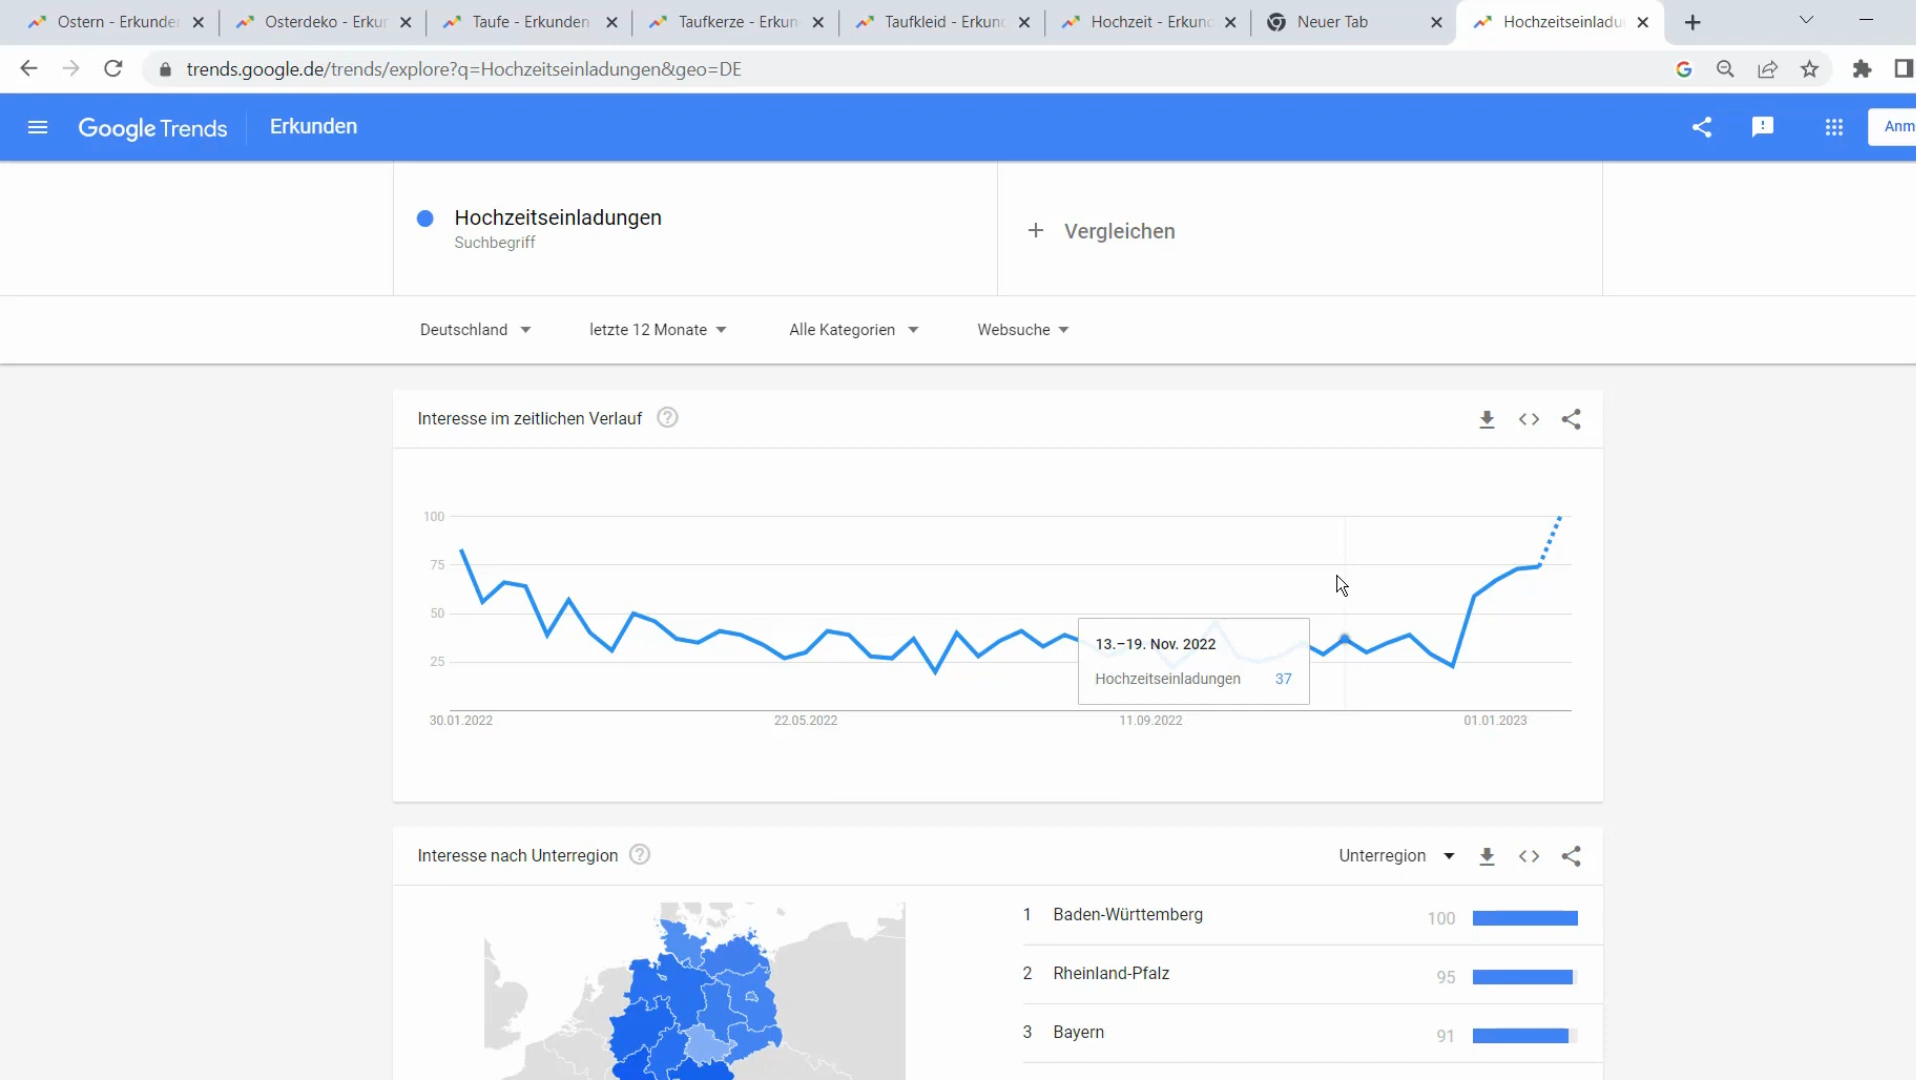 Ostern - Erkunden
Osterdeko - Erkun
Taufe - Erkunden
Taufkerze - Erkun
Taufkleid - Erkund
Hochzeit - Erkund
Neuer Tab
Hochzeitseinladu
trends.google.de/trends/explore?q=Hochzeitseinladungen&geo=DE
Google Trends
Erkunden
Anm
Hochzeitseinladungen
Suchbegriff
+ Vergleichen
Deutschland
letzte 12 Monate
Alle Kategorien
Websuche
Interesse im zeitlichen Verlauf
100
75
50
25
13.–19. Nov. 2022
Hochzeitseinladungen 37
30.01.2022
22.05.2022
11.09.2022
01.01.2023
Interesse nach Unterregion
Unterregion
1 Baden-Württemberg 100
2 Rheinland-Pfalz 95
3 Bayern 91